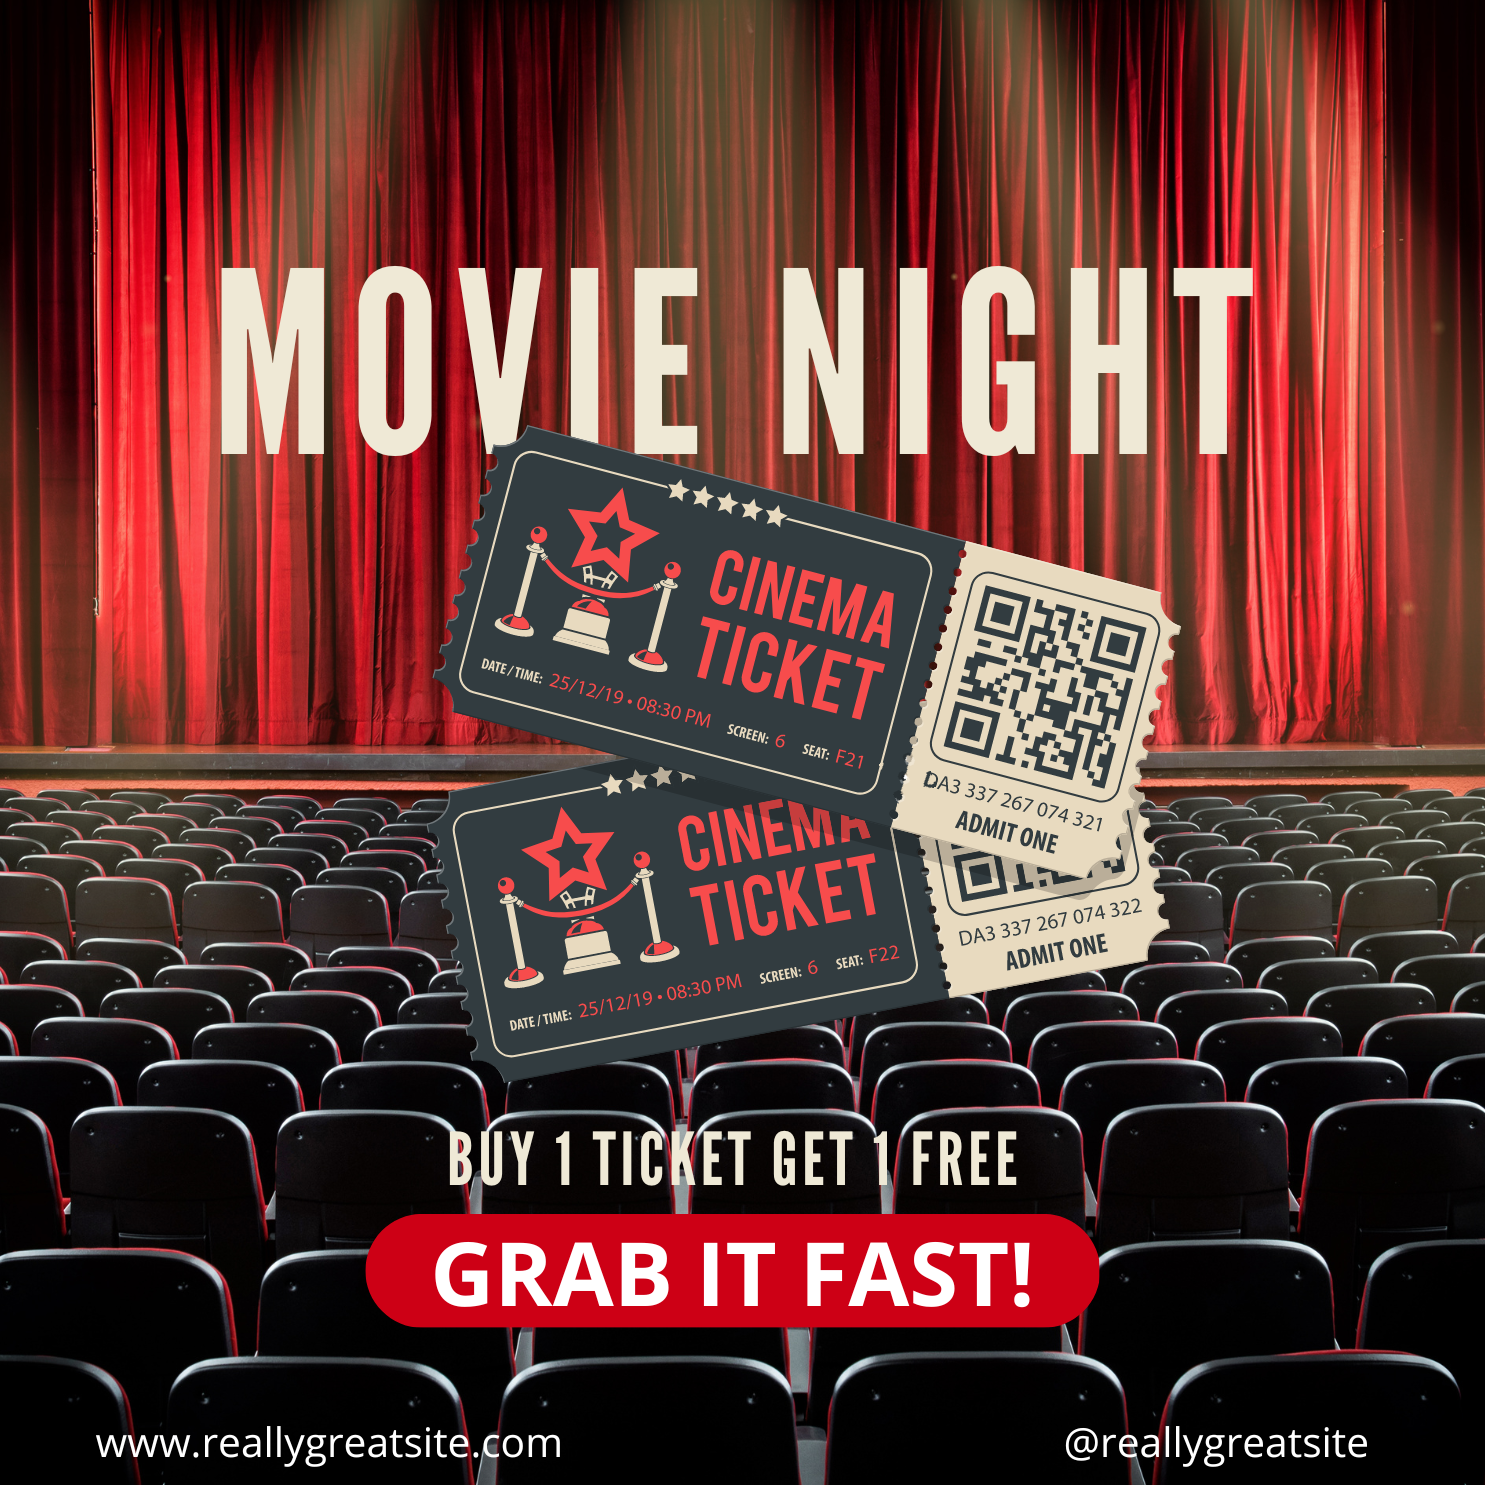 MOVIE NIGHT
CINEMA
TICKET
DATE / TIME: 25/12/19 • 08:30 PM SCREEN: 6 SEAT: F21
DA3 337 267 074 321
ADMIT ONE
CINEMA
TICKET
DATE / TIME: 25/12/19 • 08:30 PM SCREEN: 6 SEAT: F22
DA3 337 267 074 322
ADMIT ONE
BUY 1 TICKET GET 1 FREE
GRAB IT FAST!
www.reallygreatsite.com
@reallygreatsite